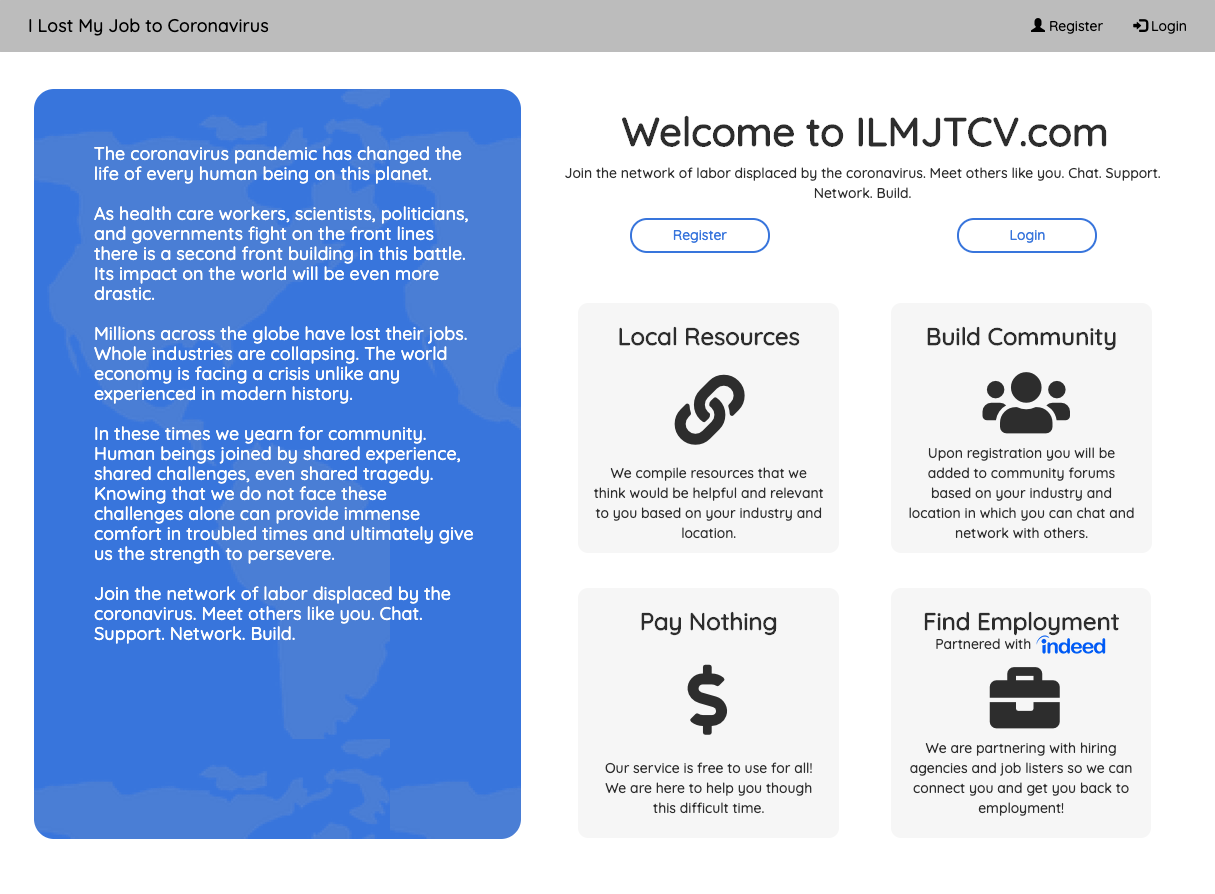 I Lost My Job to Coronavirus
Register
Login
The coronavirus pandemic has changed the
life of every human being on this planet.
As health care workers, scientists, politicians,
and governments fight on the front lines
there is a second front building in this battle.
Its impact on the world will be even more
drastic.
Millions across the globe have lost their jobs.
Whole industries are collapsing. The world
economy is facing a crisis unlike any
experienced in modern history.
In these times we yearn for community.
Human beings joined by shared experience,
shared challenges, even shared tragedy.
Knowing that we do not face these
challenges alone can provide immense
comfort in troubled times and ultimately give
us the strength to persevere.
Join the network of labor displaced by the
coronavirus. Meet others like you. Chat.
Support. Network. Build.
Welcome to ILMJTCV.com
Join the network of labor displaced by the coronavirus. Meet others like you. Chat. Support.
Network. Build.
Register
Login
Local Resources
We compile resources that we
think would be helpful and relevant
to you based on your industry and
location.
Build Community
Upon registration you will be
added to community forums
based on your industry and
location in which you can chat and
network with others.
Pay Nothing
Our service is free to use for all!
We are here to help you though
this difficult time.
Find Employment
Partnered with indeed
We are partnering with hiring
agencies and job listers so we can
connect you and get you back to
employment!